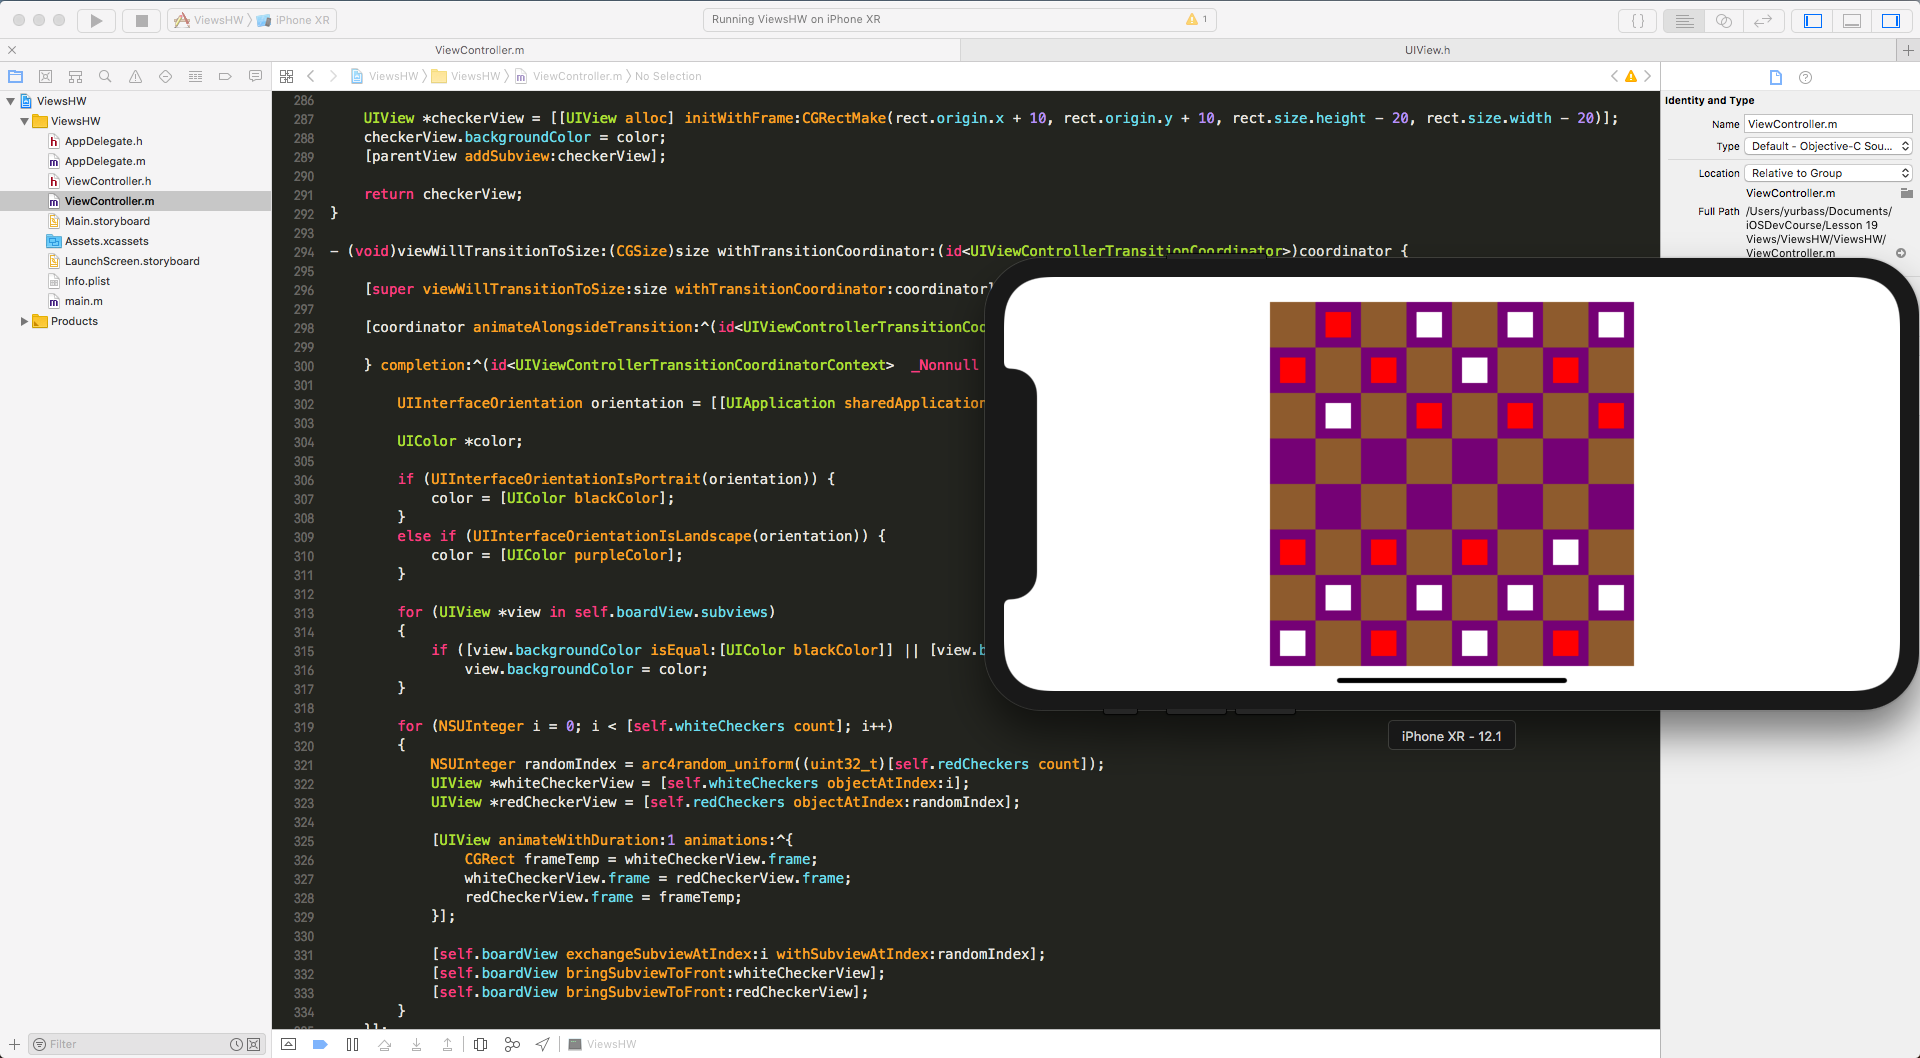 ViewsHW
iPhone XR
Running ViewsHW on iPhone XR
1
ViewController.m
UIView.h
ViewsHW
ViewsHW
ViewController.m
No Selection
ViewsHW
ViewsHW
AppDelegate.h
AppDelegate.m
ViewController.h
ViewController.m
Main.storyboard
Assets.xcassets
LaunchScreen.storyboard
Info.plist
main.m
Products
Filter
286
287 UIView *checkerView = [[UIView alloc] initWithFrame:CGRectMake(rect.origin.x + 10, rect.origin.y + 10, rect.size.height - 20, rect.size.width - 20)];
288 checkerView.backgroundColor = color;
289 [parentView addSubview:checkerView];
290
291 return checkerView;
292 }
293
294 - (void)viewWillTransitionToSize:(CGSize)size withTransitionCoordinator:(id<UIViewControllerTransitionCoordinator>)coordinator {
295
296 [super viewWillTransitionToSize:size withTransitionCoordinator:coordinator]
297
298 [coordinator animateAlongsideTransition:^(id<UIViewControllerTransitionCoo
299
300 } completion:^(id<UIViewControllerTransitionCoordinatorContext> _Nonnull
301
302 UIInterfaceOrientation orientation = [[UIApplication sharedApplication
303
304 UIColor *color;
305
306 if (UIInterfaceOrientationIsPortrait(orientation)) {
307 color = [UIColor blackColor];
308 }
309 else if (UIInterfaceOrientationIsLandscape(orientation)) {
310 color = [UIColor purpleColor];
311 }
312
313 for (UIView *view in self.boardView.subviews)
314 {
315 if ([view.backgroundColor isEqual:[UIColor blackColor]] || [view.b
316 view.backgroundColor = color;
317 }
318
319 for (NSUInteger i = 0; i < [self.whiteCheckers count]; i++)
320 {
321 NSUInteger randomIndex = arc4random_uniform((uint32_t)[self.redCheckers count]);
322 UIView *whiteCheckerView = [self.whiteCheckers objectAtIndex:i];
323 UIView *redCheckerView = [self.redCheckers objectAtIndex:randomIndex];
324
325 [UIView animateWithDuration:1 animations:^{
326 CGRect frameTemp = whiteCheckerView.frame;
327 whiteCheckerView.frame = redCheckerView.frame;
328 redCheckerView.frame = frameTemp;
329 }];
330
331 [self.boardView exchangeSubviewAtIndex:i withSubviewAtIndex:randomIndex];
332 [self.boardView bringSubviewToFront:whiteCheckerView];
333 [self.boardView bringSubviewToFront:redCheckerView];
334 }
ViewsHW
iPhone XR - 12.1
Identity and Type
Name ViewController.m
Type Default - Objective-C Sou...
Location Relative to Group
ViewController.m
Full Path /Users/yurbass/Documents/
iOSDevCourse/Lesson 19
Views/ViewsHW/ViewsHW/
ViewController.m